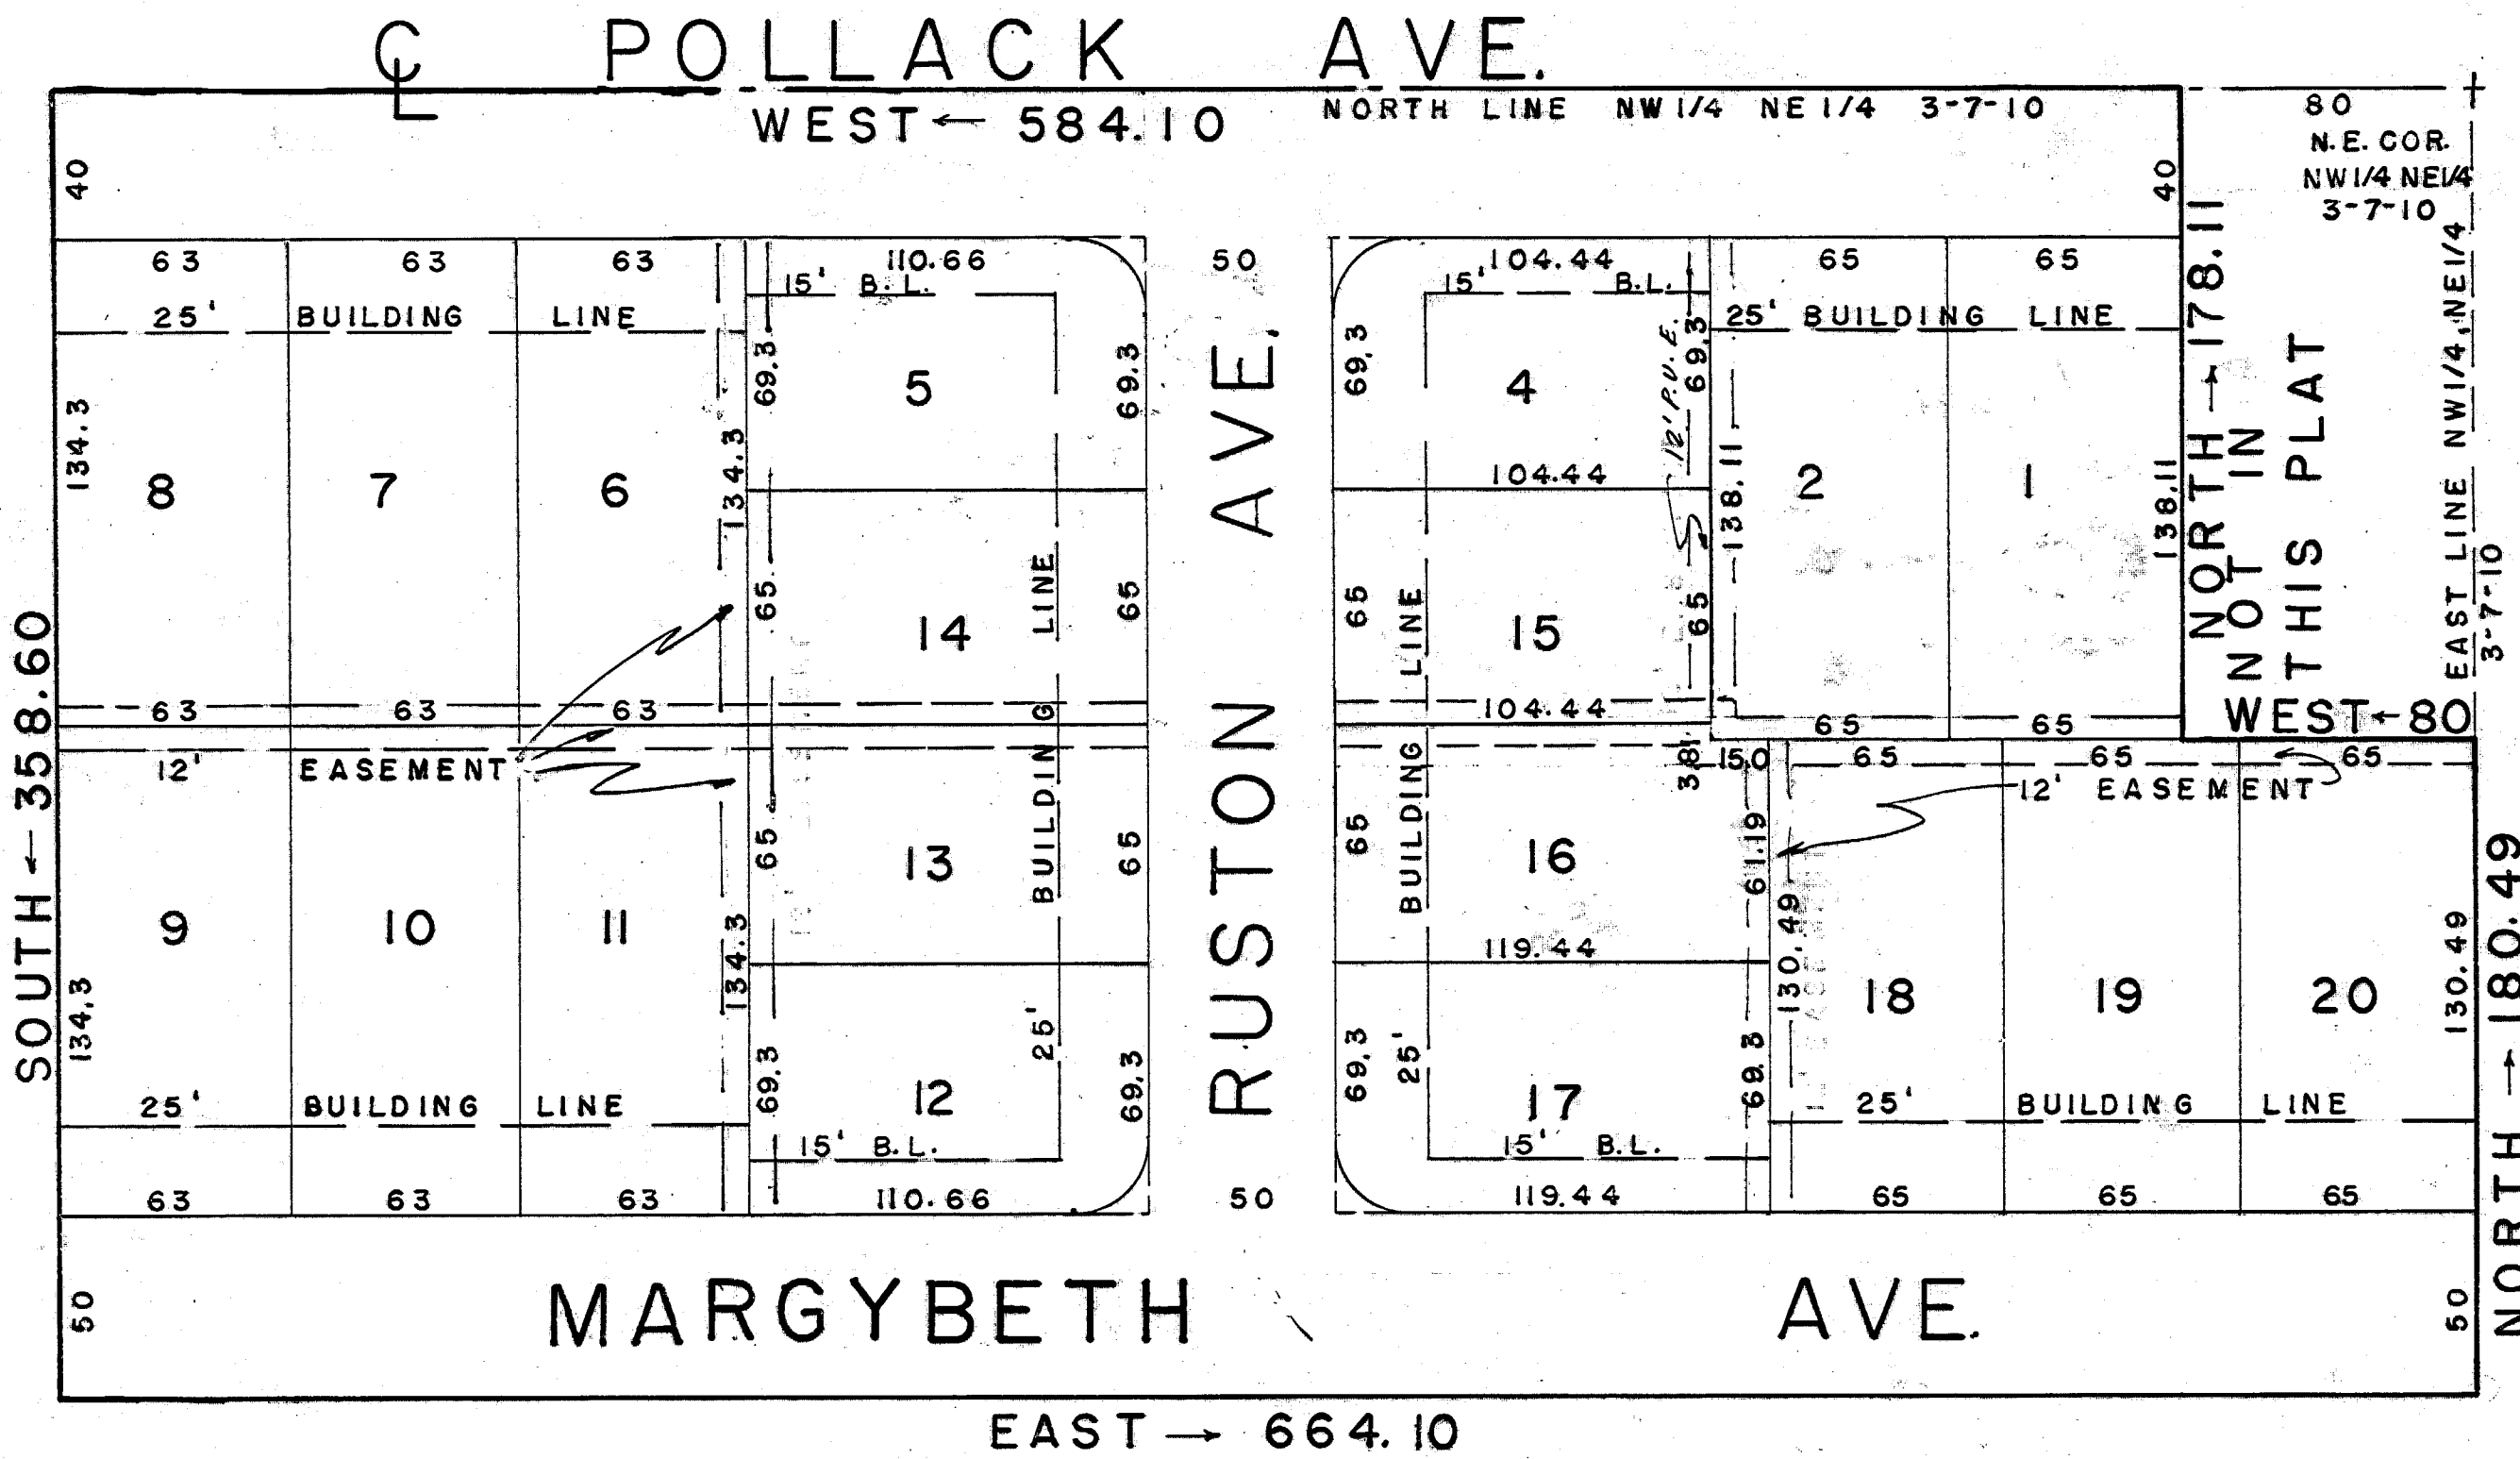 ℄ POLLACK AVE.
WEST← 584.10
NORTH LINE NW 1/4 NE 1/4 3-7-10
80
N.E. COR.
NW1/4 NE1/4
3-7-10
40
40
63 63 63
110.66
15' B.L.
50
104.44
15' B.L.
65 65
25' BUILDING LINE
25' BUILDING LINE
134.3
8
7
6
134.3
69.3
5
69.3
69.3
4
12' P.U.E.
69.3
104.44
138.11
2
1
138.11
NORTH → 178.11
NOT IN
THIS PLAT
EAST LINE NW1/4, NE1/4
3-7-10
65
14
65
65
15
65
63 63 63
104.44
65 65
WEST←80
12' EASEMENT
3.81
15.0
65 65 65
12' EASEMENT
SOUTH ← 358.60
RUSTON AVE.
BUILDING LINE
25'
BUILDING LINE
25'
9
10
11
134.3
134.3
65
13
65
65
16
61.19
119.44
130.49
18
19
20
130.49
NORTH → 180.49
69.3
12
69.3
69.3
17
69.3
25' BUILDING LINE
15' B.L.
15' B.L.
25' BUILDING LINE
63 63 63
110.66
50
119.44
65 65 65
50
MARGYBETH AVE.
50
EAST → 664.10